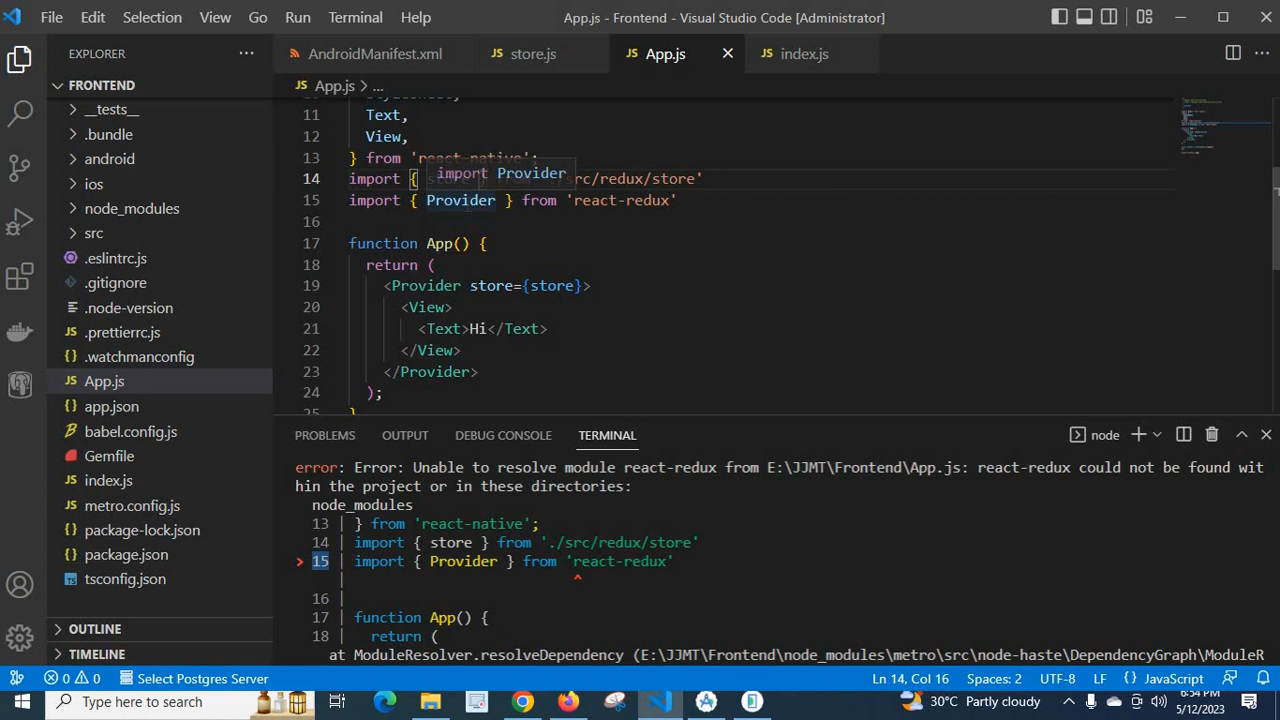 File Edit Selection View Go Run Terminal Help App.js - Frontend - Visual Studio Code [Administrator]
EXPLORER
AndroidManifest.xml
store.js
App.js
index.js
FRONTEND
__tests__
.bundle
android
ios
node_modules
src
.eslintrc.js
.gitignore
.node-version
.prettierrc.js
.watchmanconfig
App.js
app.json
babel.config.js
Gemfile
index.js
metro.config.js
package-lock.json
package.json
tsconfig.json
OUTLINE
TIMELINE
App.js > ...
11 Text,
12 View,
13 } from 'react-native';
import Provider
14 import { store } from './src/redux/store'
15 import { Provider } from 'react-redux'
16
17 function App() {
18 return (
19 <Provider store={store}>
20 <View>
21 <Text>Hi</Text>
22 </View>
23 </Provider>
24 );
25 }
PROBLEMS OUTPUT DEBUG CONSOLE TERMINAL
node
error: Error: Unable to resolve module react-redux from E:\JJMT\Frontend\App.js: react-redux could not be found wit
hin the project or in these directories:
node_modules
13 | } from 'react-native';
14 | import { store } from './src/redux/store'
> 15 | import { Provider } from 'react-redux'
| ^
16 |
17 | function App() {
18 | return (
at ModuleResolver.resolveDependency (E:\JJMT\Frontend\node_modules\metro\src\node-haste\DependencyGraph\ModuleR
0 0 Select Postgres Server
Ln 14, Col 16 Spaces: 2 UTF-8 LF {} JavaScript
Type here to search
30°C Partly cloudy
6:54 PM
5/12/2023